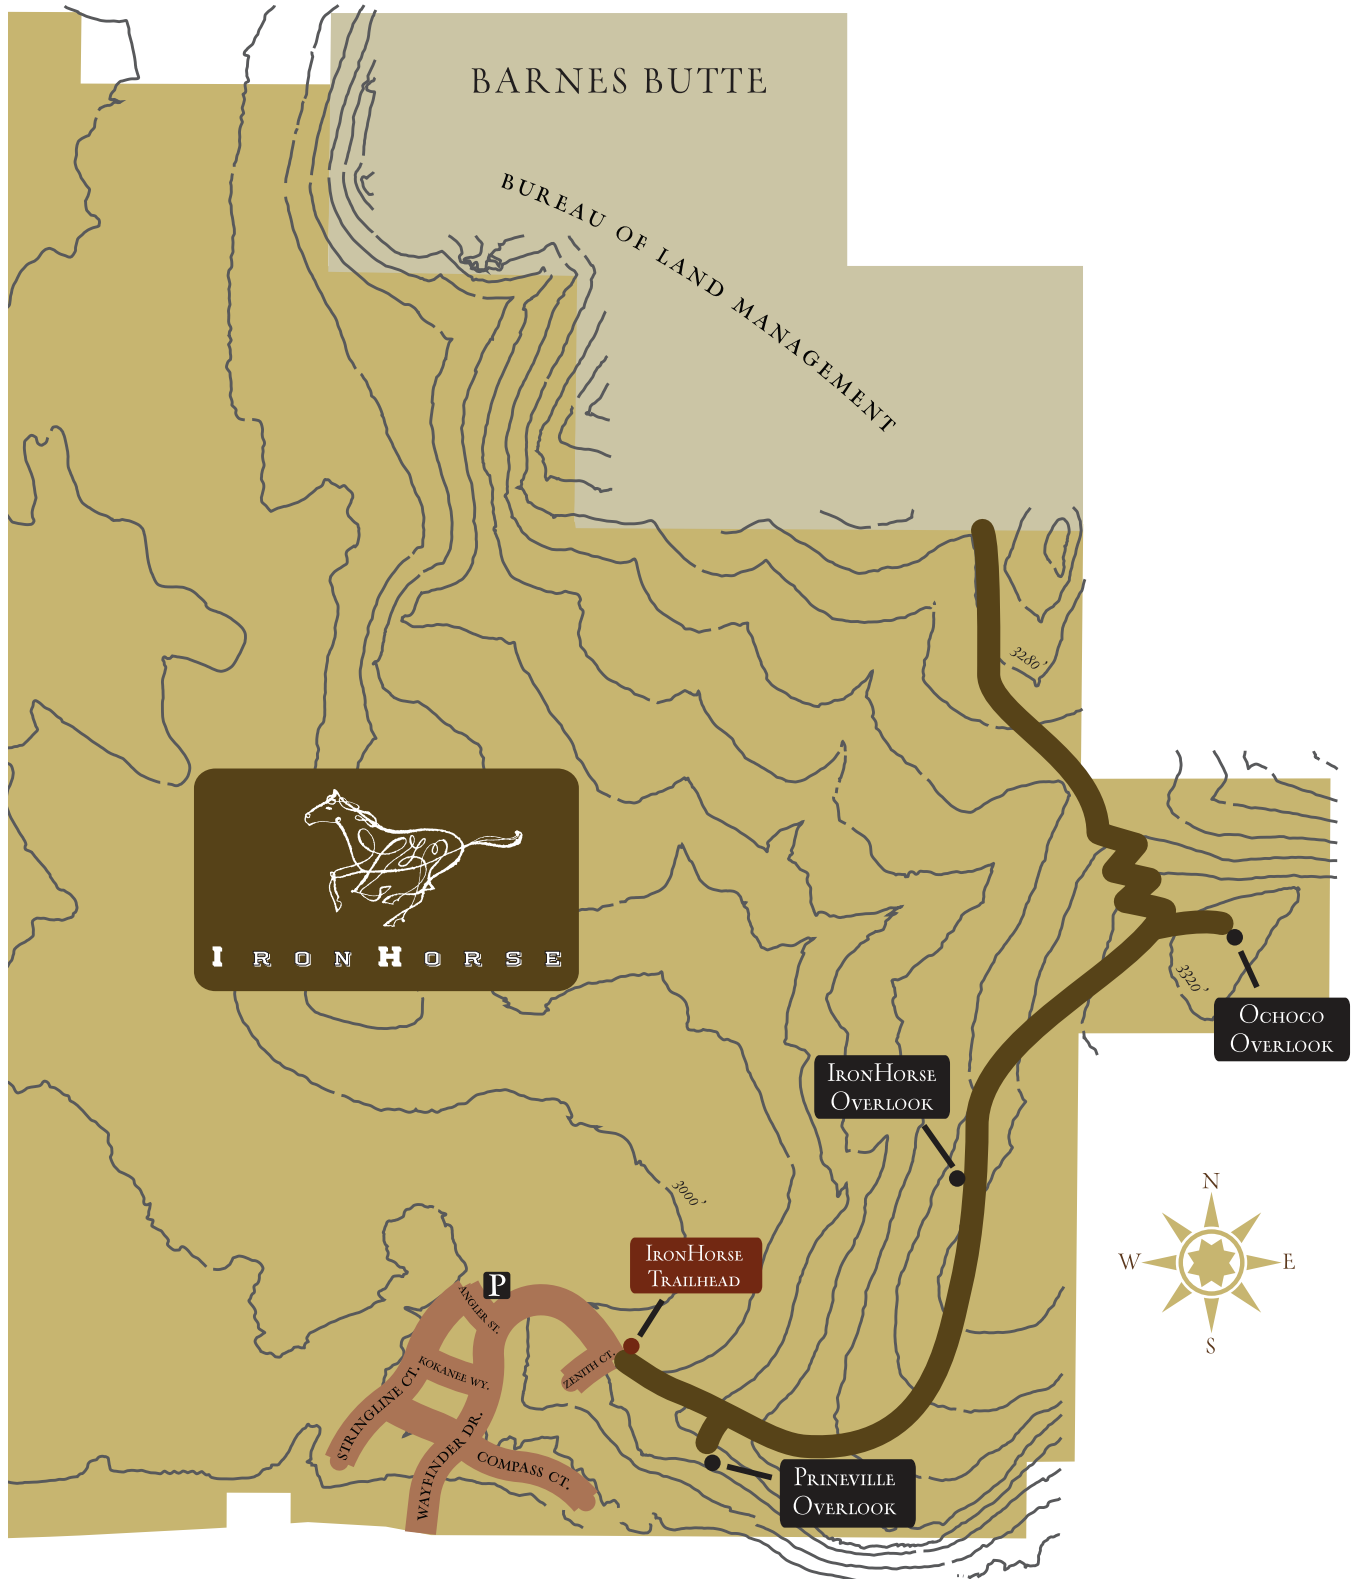 BARNES BUTTE
BUREAU OF LAND MANAGEMENT
3280'
IRONHORSE
3320'
OCHOCO
OVERLOOK
IRONHORSE
OVERLOOK
3000'
N
W
E
S
IRONHORSE
TRAILHEAD
P
ANGLER ST.
ZENITH CT.
KOKANEE WY.
STRINGLINE CT.
WAYFINDER DR.
COMPASS CT.
PRINEVILLE
OVERLOOK